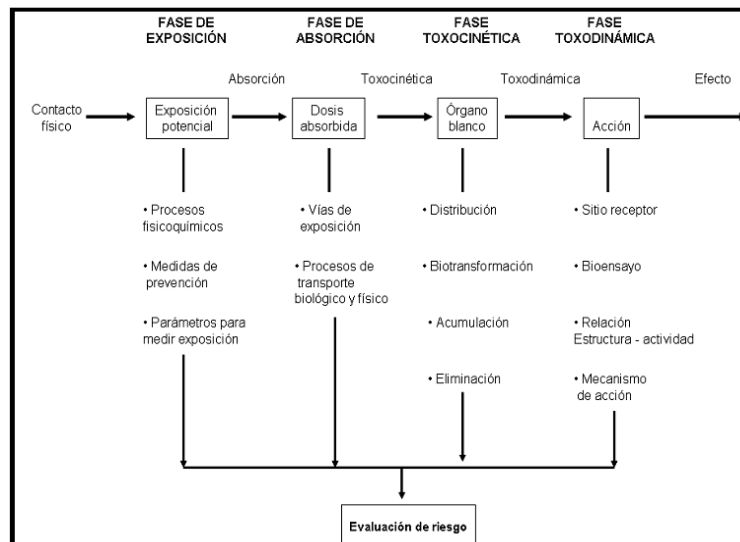 FASE DE
EXPOSICIÓN
FASE DE
ABSORCIÓN
FASE
TOXOCINÉTICA
FASE
TOXODINÁMICA
Absorción
Toxocinética
Toxodinámica
Efecto
Contacto
físico
Exposición
potencial
Dosis
absorbida
Órgano
blanco
Acción
• Procesos
fisicoquímicos
• Medidas de
prevención
• Parámetros para
medir exposición
• Vías de
exposición
• Procesos de
transporte
biológico y físico
• Distribución
• Biotransformación
• Acumulación
• Eliminación
• Sitio receptor
• Bioensayo
• Relación
Estructura - actividad
• Mecanismo
de acción
Evaluación de riesgo